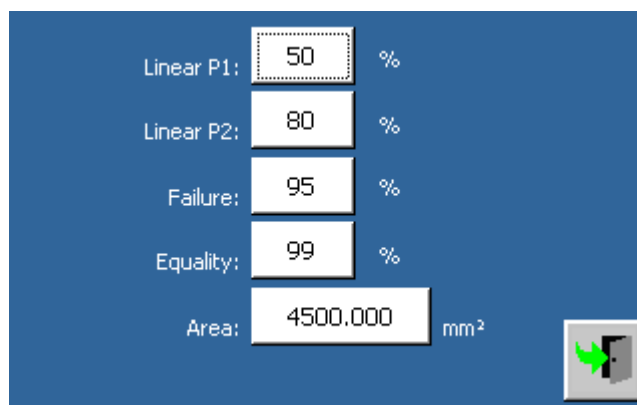 Linear P1: 50 %
Linear P2: 80 %
Failure: 95 %
Equality: 99 %
Area: 4500.000 mm²